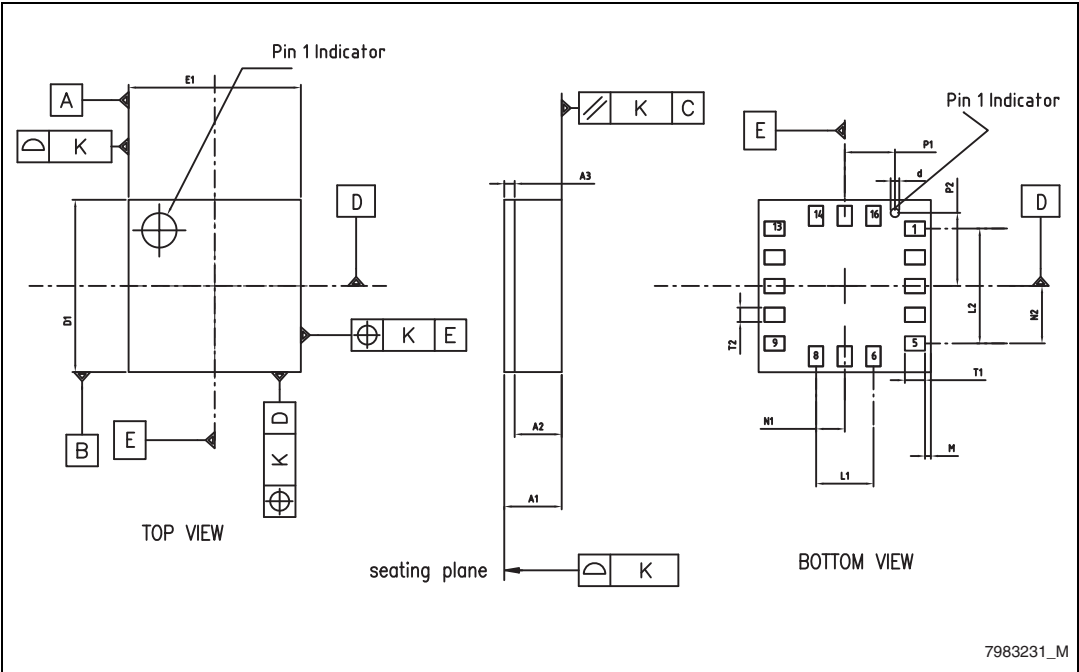 Pin 1 Indicator
E1
A
K
D
D1
K E
K D
B
E
TOP VIEW
K C
A3
A2
A1
seating plane
K
Pin 1 Indicator
E
P1
d
P2
D
14 16
13 1
L2
N2
T2
9 5
8 6
T1
N1
M
L1
BOTTOM VIEW
7983231_M